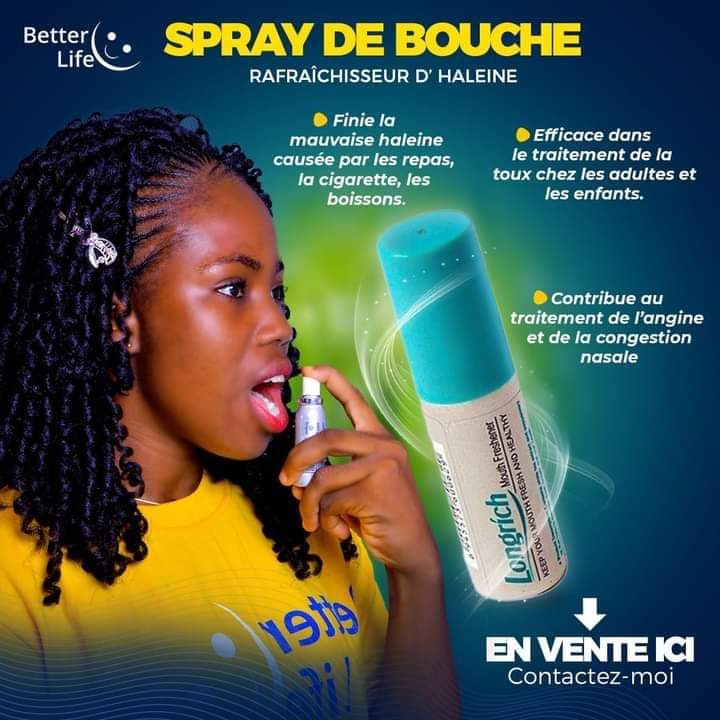 Better
Life
SPRAY DE BOUCHE
RAFRAÎCHISSEUR D' HALEINE
Finie la
mauvaise haleine
causée par les repas,
la cigarette, les
boissons.
Efficace dans
le traitement de la
toux chez les adultes et
les enfants.
Contribue au
traitement de l'angine
et de la congestion
nasale
Longrich
Mouth Freshener
KEEP YOUR MOUTH FRESH AND HEALTHY
Better
Life
EN VENTE ICI
Contactez-moi